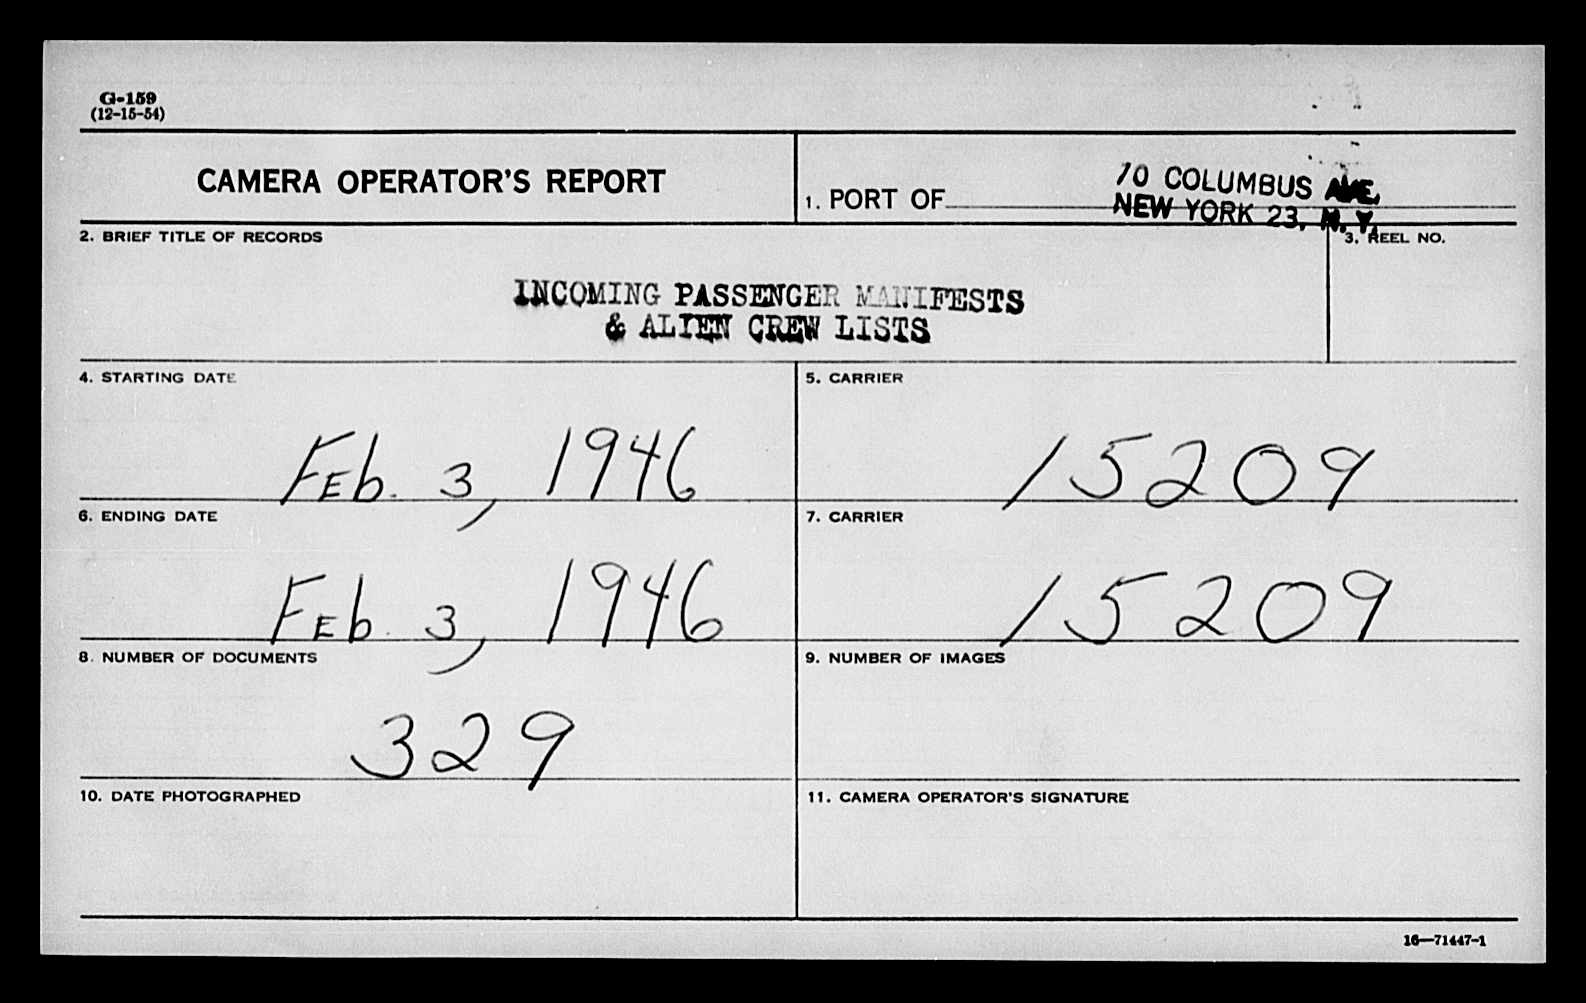 G-159
(12-15-54)
CAMERA OPERATOR'S REPORT
1. PORT OF
70 COLUMBUS AVE.
NEW YORK 23, N. Y.
2. BRIEF TITLE OF RECORDS
3. REEL NO.
INCOMING PASSENGER MANIFESTS
& ALIEN CREW LISTS
4. STARTING DATE
5. CARRIER
Feb. 3, 1946
15209
6. ENDING DATE
7. CARRIER
Feb. 3, 1946
15209
8. NUMBER OF DOCUMENTS
9. NUMBER OF IMAGES
329
10. DATE PHOTOGRAPHED
11. CAMERA OPERATOR'S SIGNATURE
16—71447-1